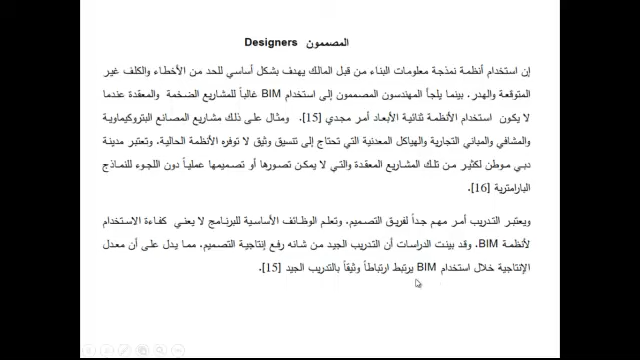 المصممون Designers
إن استخدام أنظمة نمذجة معلومات البناء من قبل المالك يهدف بشكل أساسي للحد من الأخطاء والكلف غير
المتوقعة والهدر. بينما يلجأ المهندسون المصممون إلى استخدام BIM غالباً للمشاريع الضخمة والمعقدة عندما
لا يكون استخدام الأنظمة ثنائية الأبعاد أمر مجدي [15]. ومثال على ذلك مشاريع المصانع البتروكيماوية
والمشافي والمباني التجارية والهياكل المعدنية التي تحتاج إلى تنسيق وثيق لا توفره الأنظمة الحالية. وتعتبر مدينة
دبي موطن لكثير من تلك المشاريع المعقدة والتي لا يمكن تصورها أو تصميمها عملياً دون اللجوء للنماذج
البارامترية [16].
ويعتبر التدريب أمر مهم جداً لفريق التصميم. وتعلم الوظائف الأساسية للبرنامج لا يعني كفاءة الاستخدام
لأنظمة BIM. وقد بينت الدراسات أن التدريب الجيد من شانه رفع إنتاجية التصميم. مما يدل على أن معدل
الإنتاجية خلال استخدام BIM يرتبط ارتباطاً وثيقاً بالتدريب الجيد [15].